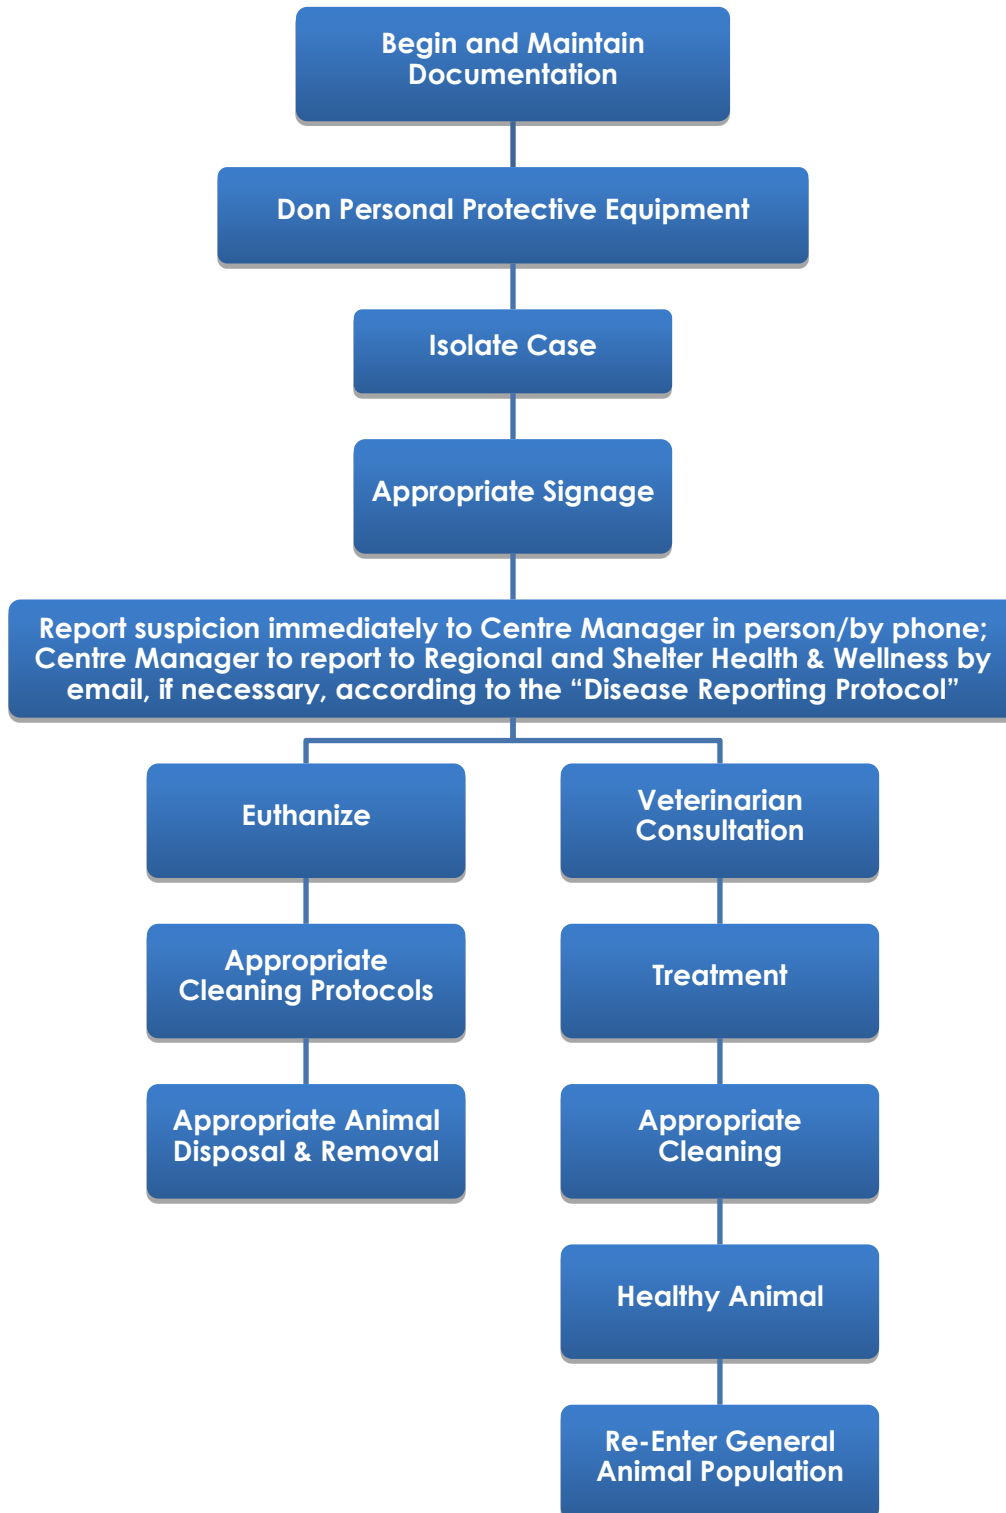 Begin and Maintain
Documentation
Don Personal Protective Equipment
Isolate Case
Appropriate Signage
Report suspicion immediately to Centre Manager in person/by phone;
Centre Manager to report to Regional and Shelter Health & Wellness by
email, if necessary, according to the “Disease Reporting Protocol”
Euthanize
Appropriate
Cleaning Protocols
Appropriate Animal
Disposal & Removal
Veterinarian
Consultation
Treatment
Appropriate
Cleaning
Healthy Animal
Re-Enter General
Animal Population